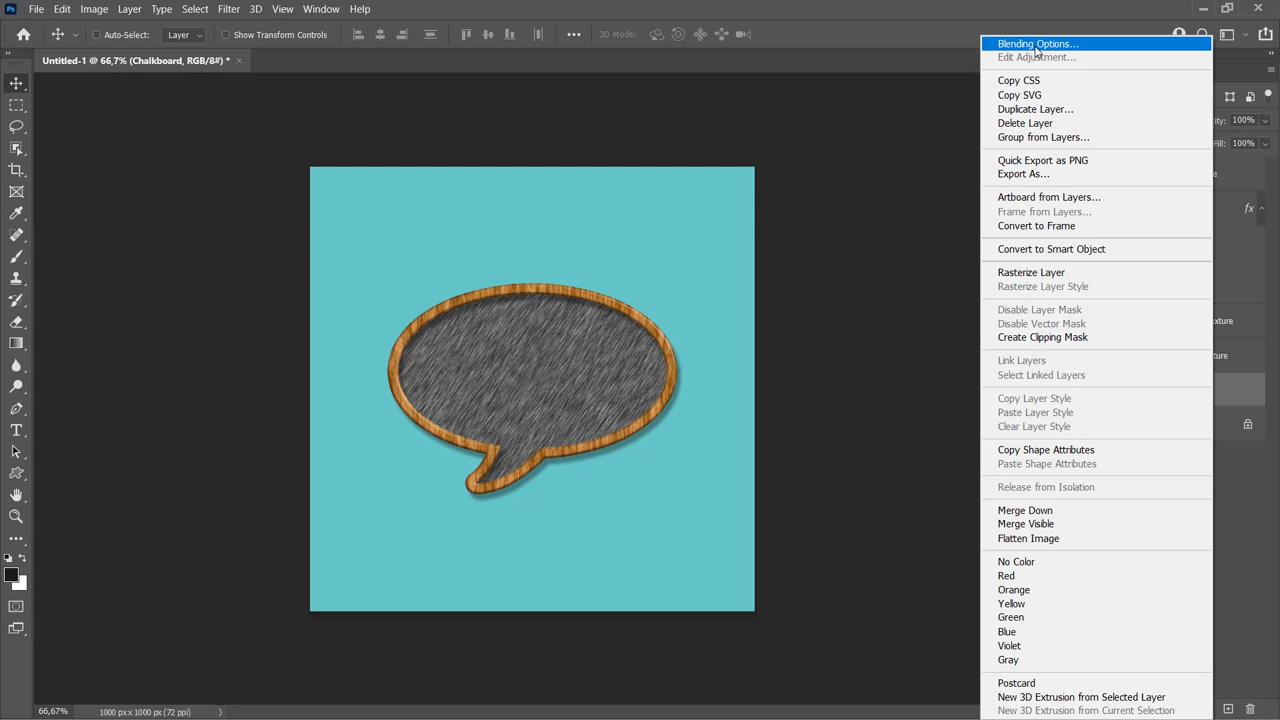 Ps File Edit Image Layer Type Select Filter 3D View Window Help
Auto-Select: Layer Show Transform Controls 3D Mode:
Untitled-1 @ 66,7% (Chalkboard, RGB/8#) *
Blending Options...
Edit Adjustment...
Copy CSS
Copy SVG
Duplicate Layer...
Delete Layer
Group from Layers...
Quick Export as PNG
Export As...
Artboard from Layers...
Frame from Layers...
Convert to Frame
Convert to Smart Object
Rasterize Layer
Rasterize Layer Style
Disable Layer Mask
Disable Vector Mask
Create Clipping Mask
Link Layers
Select Linked Layers
Copy Layer Style
Paste Layer Style
Clear Layer Style
Copy Shape Attributes
Paste Shape Attributes
Release from Isolation
Merge Down
Merge Visible
Flatten Image
No Color
Red
Orange
Yellow
Green
Blue
Violet
Gray
Postcard
New 3D Extrusion from Selected Layer
New 3D Extrusion from Current Selection
100%
Fill: 100%
fx
66,67% 1000 px x 1000 px (72 ppi)